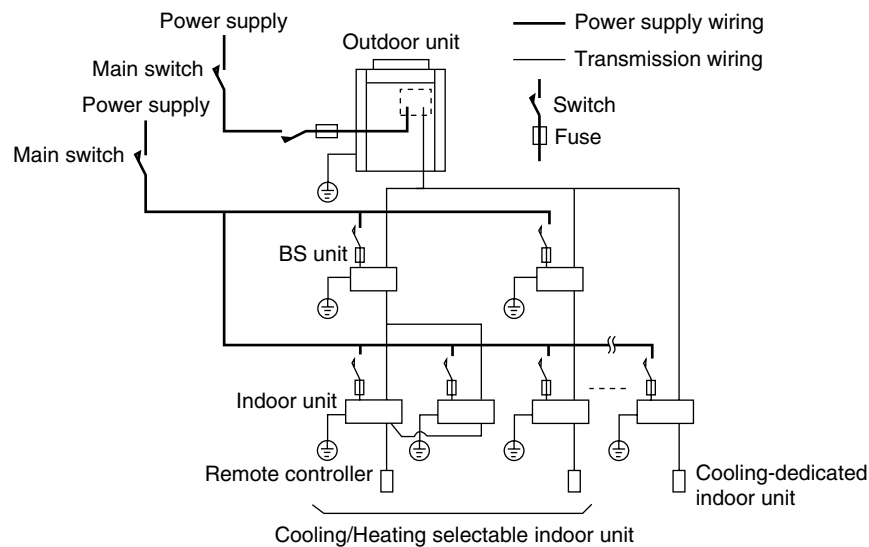 Power supply
Outdoor unit
Power supply wiring
Transmission wiring
Main switch
Power supply
Switch
Fuse
Main switch
BS unit
Indoor unit
Remote controller
Cooling-dedicated
indoor unit
Cooling/Heating selectable indoor unit